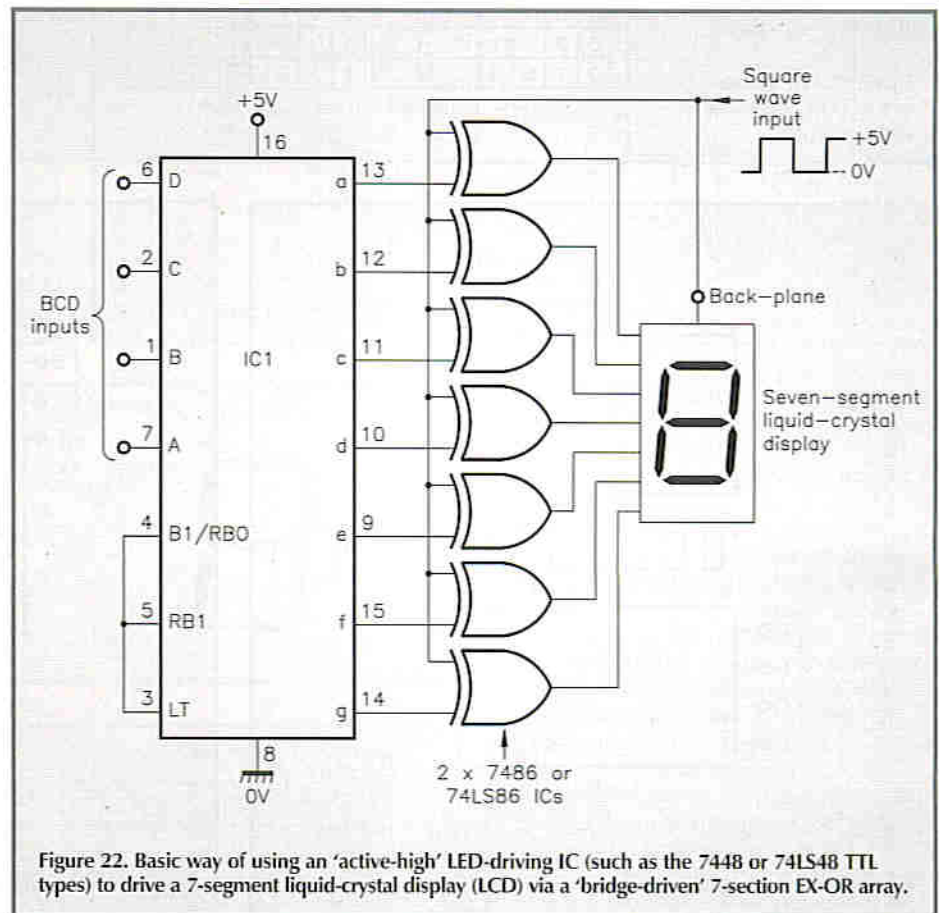 Square
wave
input
+5V
0V
+5V
16
6 D
a 13
2 C
b 12
BCD
inputs
Back-plane
1 B
IC1
c 11
Seven-segment
liquid-crystal
display
7 A
d 10
4 B1/RB0
e 9
5 RB1
f 15
3 LT
g 14
8
0V
2 x 7486 or
74LS86 ICs
Figure 22. Basic way of using an ‘active-high’ LED-driving IC (such as the 7448 or 74LS48 TTL
types) to drive a 7-segment liquid-crystal display (LCD) via a ‘bridge-driven’ 7-section EX-OR array.